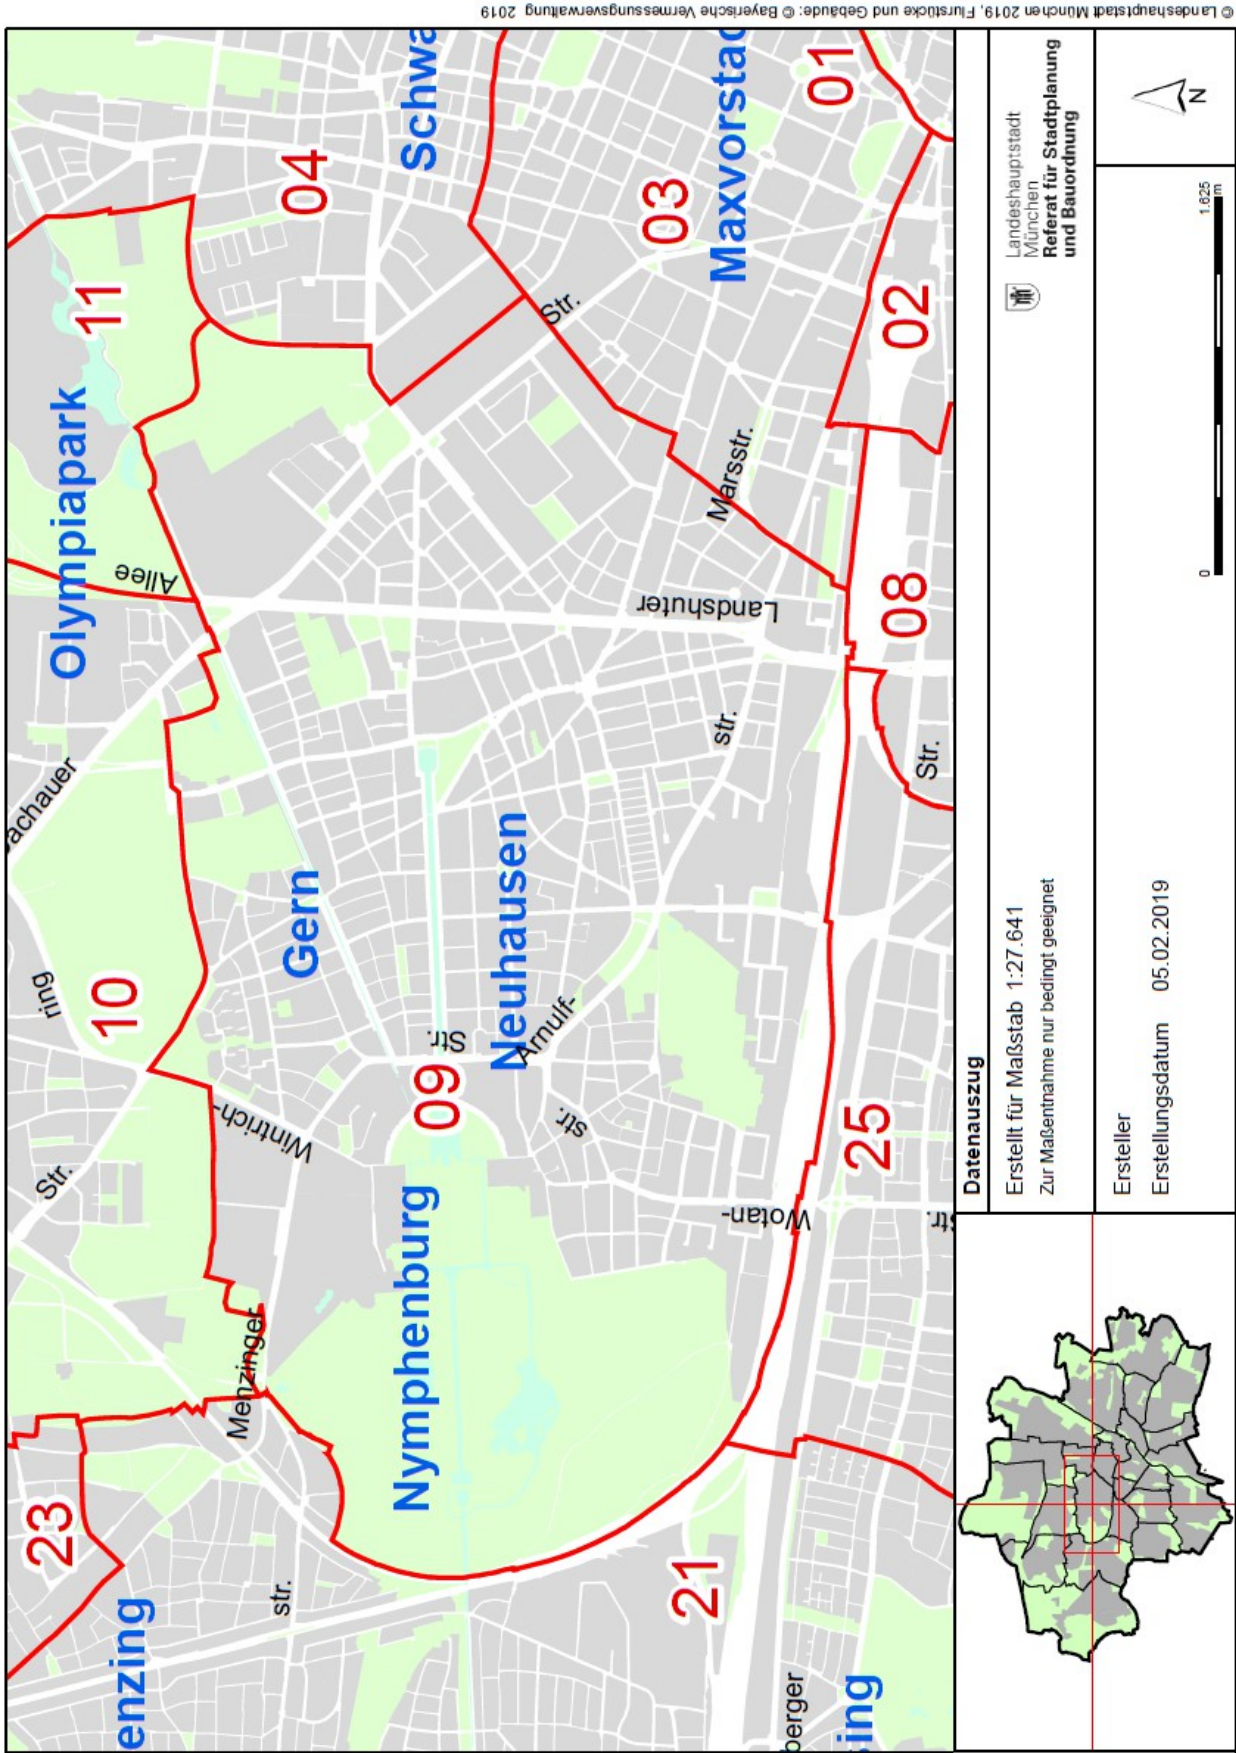 enzing
23
Menzinger
str.
Str.
10
ring
achauer
Olympiapark
Allee
11
04
Schwa
Wintrich-
Gern
Nymphenburg
09
Str.
Neuhausen
Arnulf-
str.
Landshuter
Str.
03
Maxvorstad
01
Marsstr.
str.
02
08
Str.
25
Wotan-
21
berger
ing
Str.
Datenauszug
Erstellt für Maßstab 1:27.641
Zur Maßentnahme nur bedingt geeignet
Landeshauptstadt
München
Referat für Stadtplanung
und Bauordnung
Ersteller
Erstellungsdatum 05.02.2019
0
1.625
m
N
© Landeshauptstadt München 2019, Flurstücke und Gebäude: © Bayerische Vermessungsverwaltung 2019